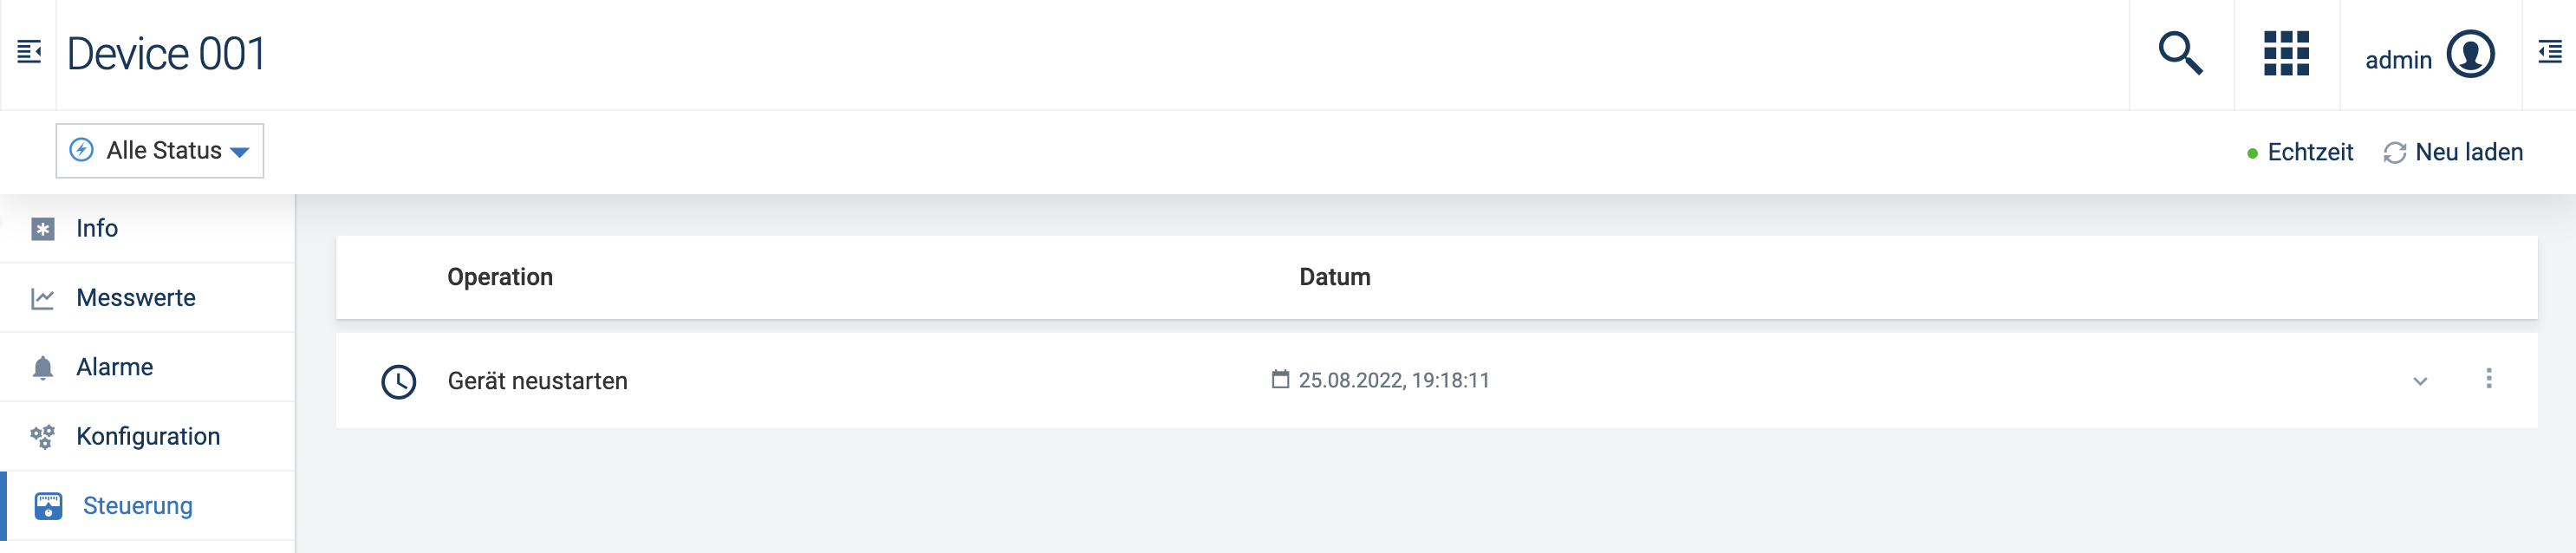 Device 001
admin
Alle Status
Echtzeit
Neu laden
Info
Messwerte
Alarme
Konfiguration
Steuerung
Operation
Datum
Gerät neustarten
25.08.2022, 19:18:11